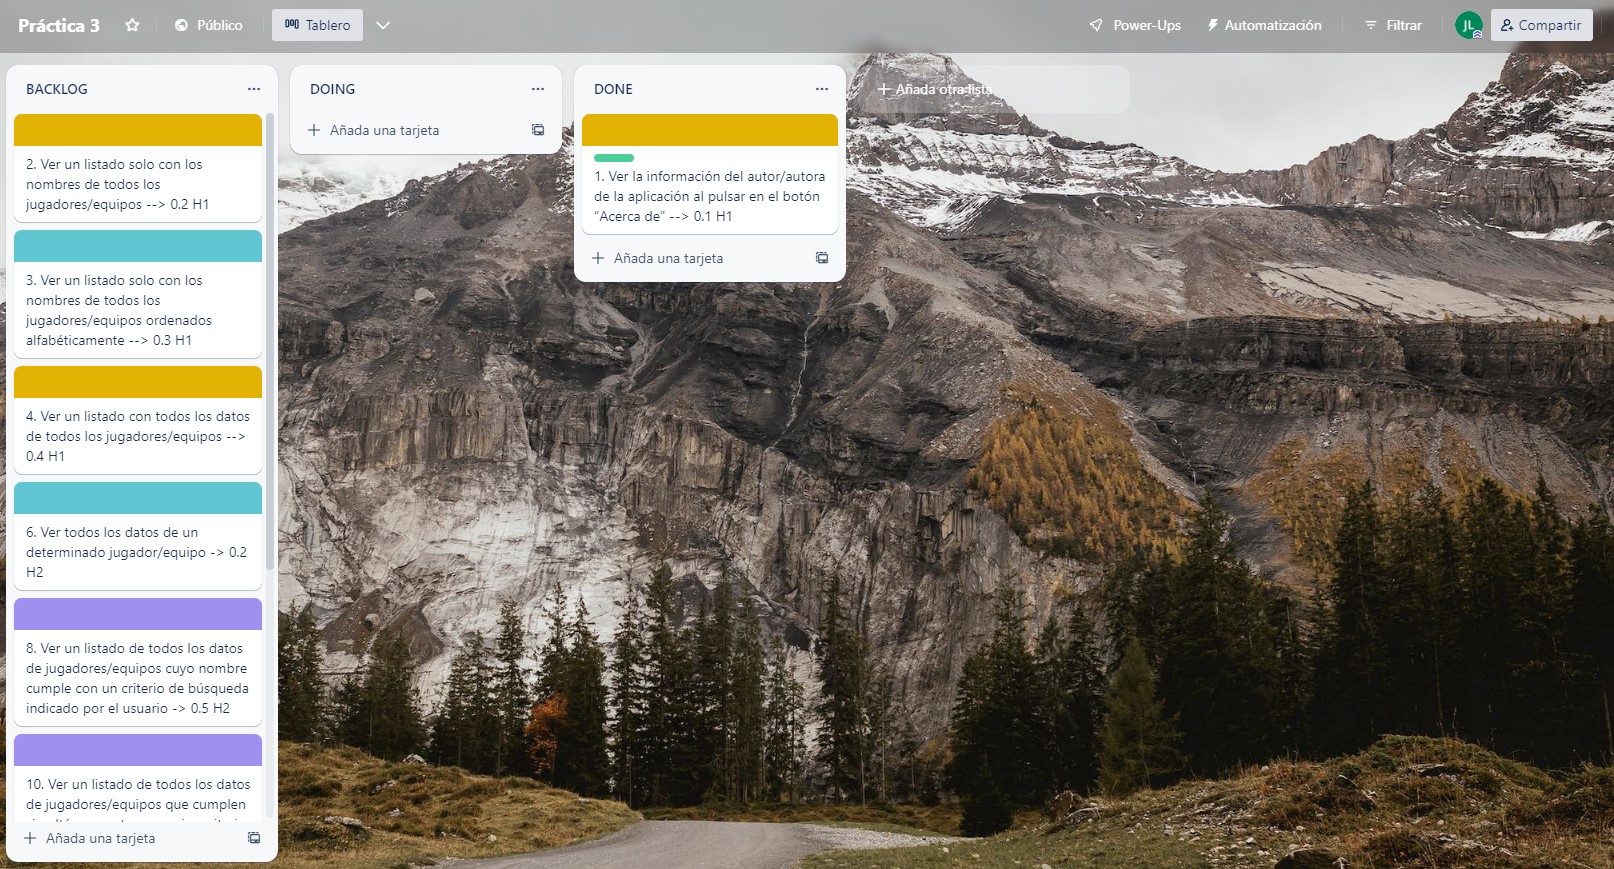 Práctica 3
Público
Tablero
Power-Ups
Automatización
Filtrar
JL
Compartir
BACKLOG
2. Ver un listado solo con los
nombres de todos los
jugadores/equipos --> 0.2 H1
3. Ver un listado solo con los
nombres de todos los
jugadores/equipos ordenados
alfabéticamente --> 0.3 H1
4. Ver un listado con todos los datos
de todos los jugadores/equipos -->
0.4 H1
6. Ver todos los datos de un
determinado jugador/equipo -> 0.2
H2
8. Ver un listado de todos los datos
de jugadores/equipos cuyo nombre
cumple con un criterio de búsqueda
indicado por el usuario -> 0.5 H2
10. Ver un listado de todos los datos
de jugadores/equipos que cumplen
Añada una tarjeta
DOING
Añada una tarjeta
DONE
1. Ver la información del autor/autora
de la aplicación al pulsar en el botón
“Acerca de” --> 0.1 H1
Añada una tarjeta
Añada otra lista